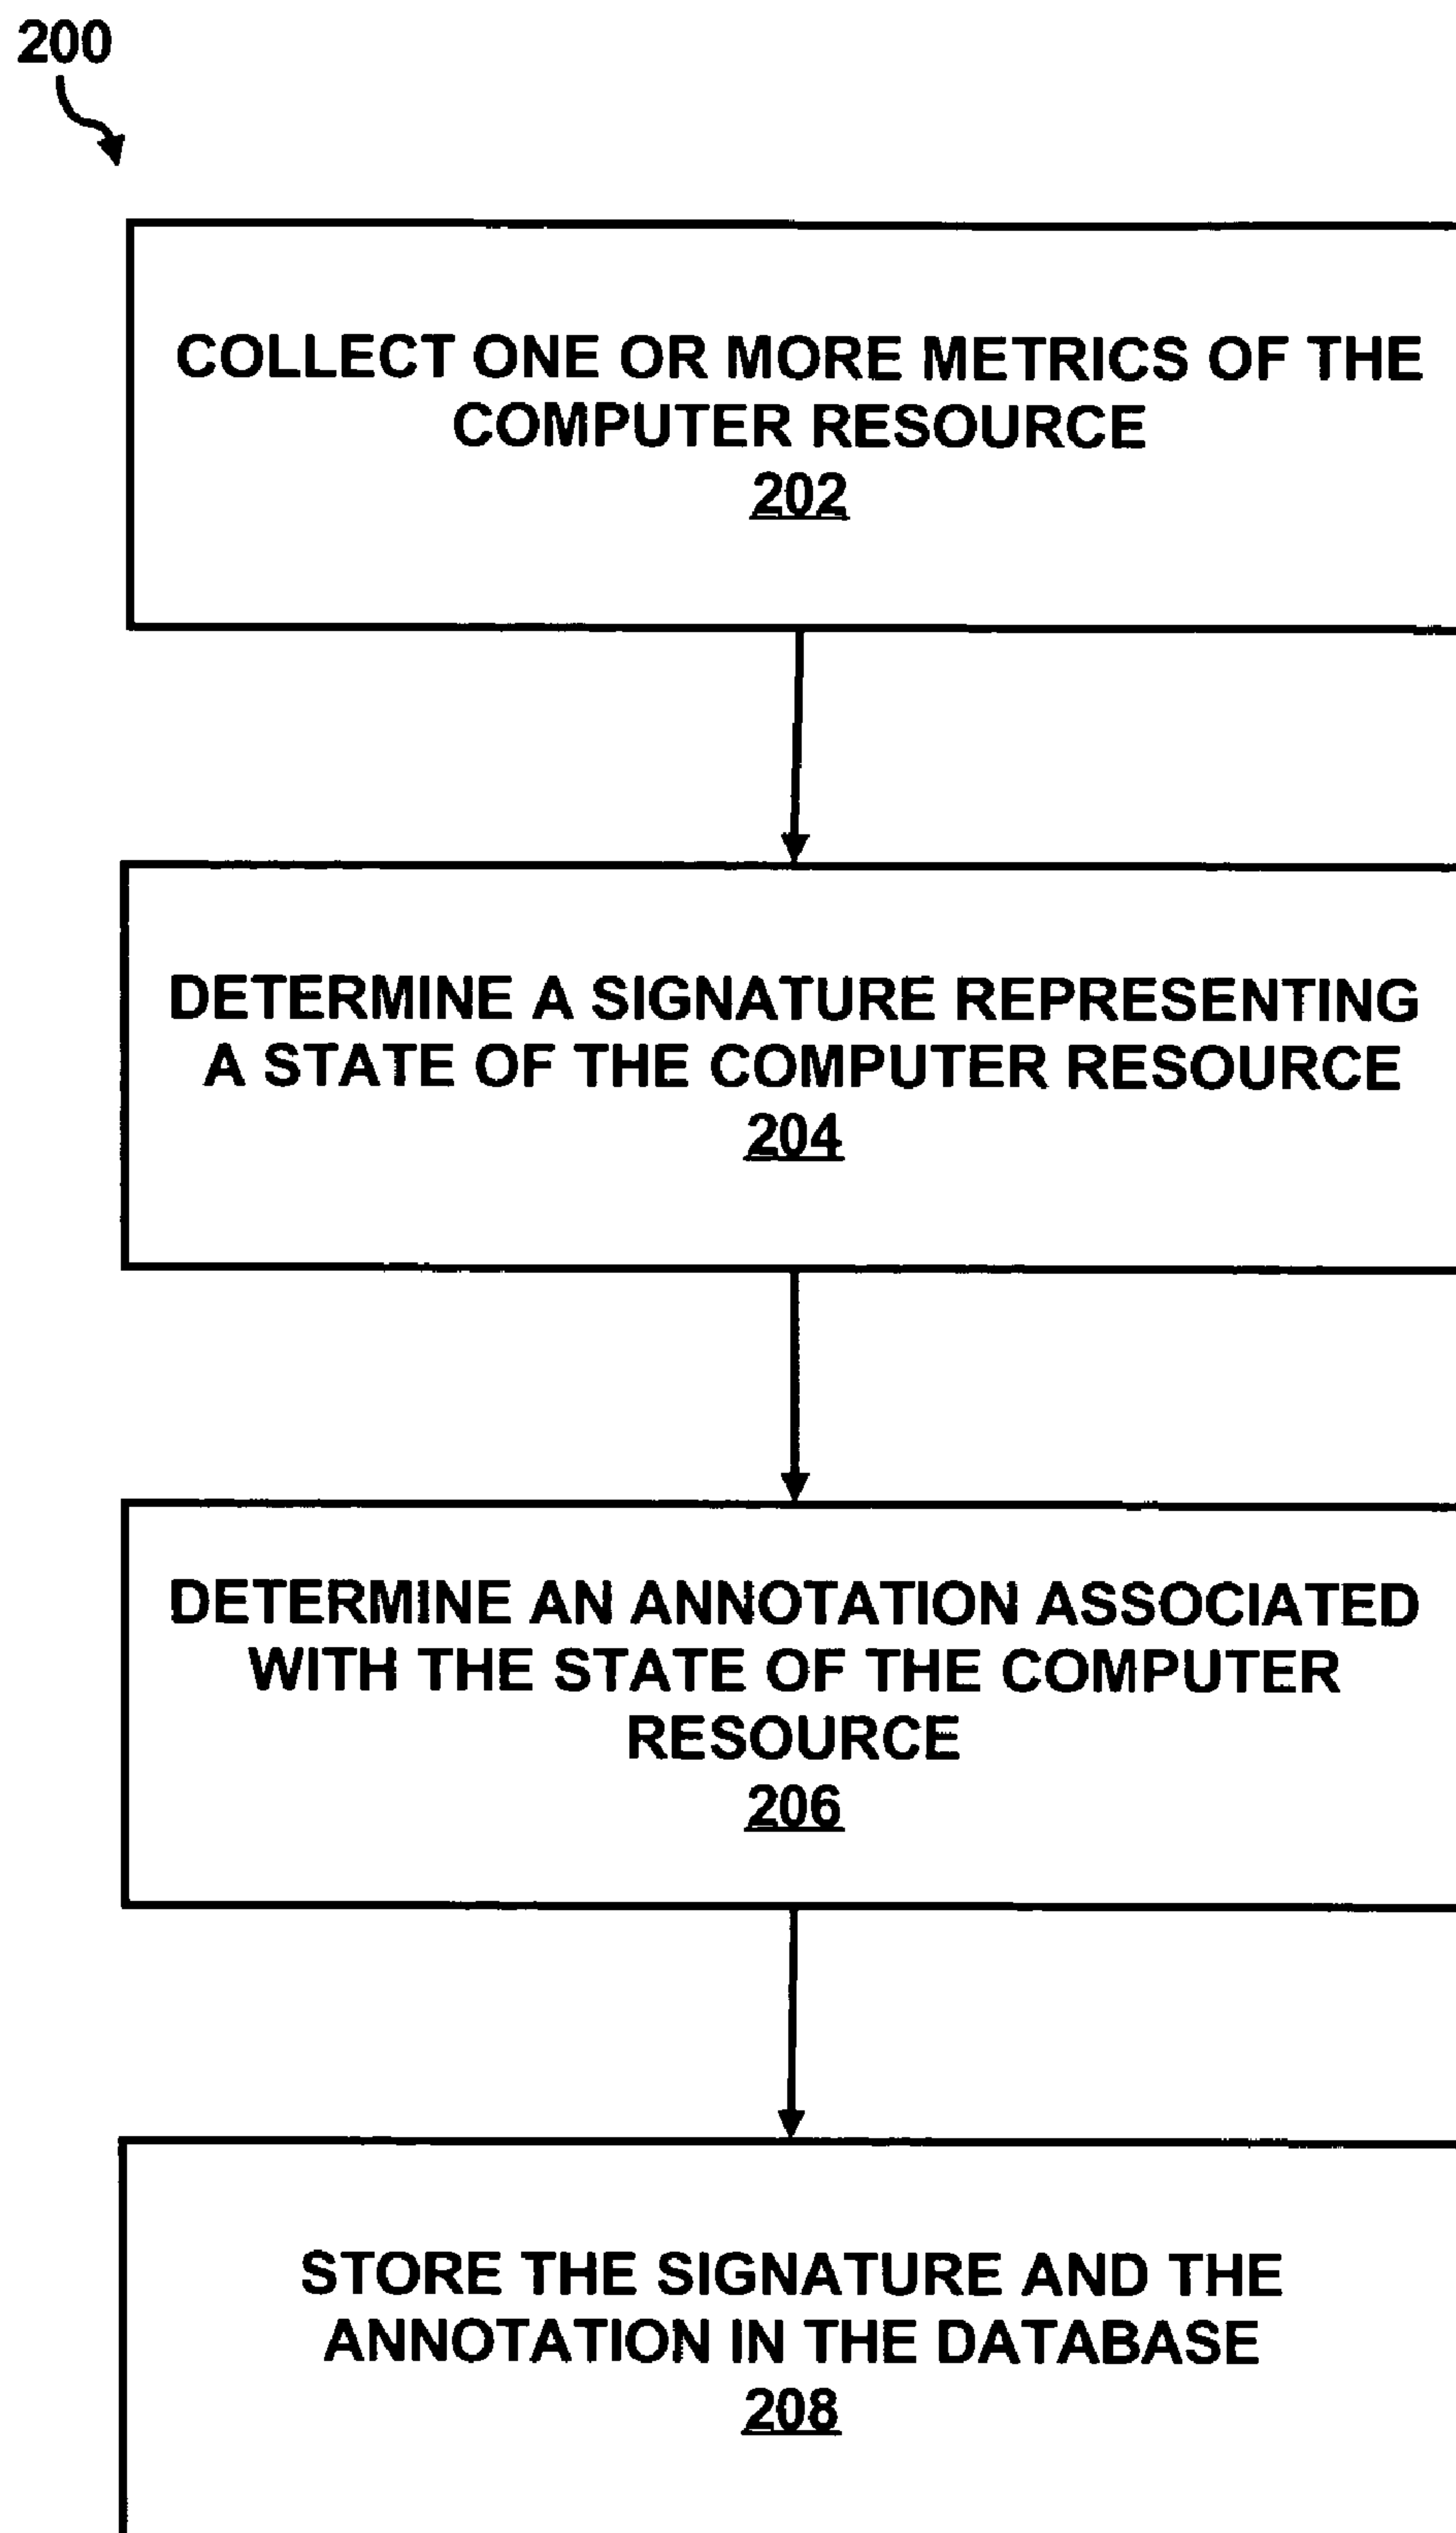 200
COLLECT ONE OR MORE METRICS OF THE
COMPUTER RESOURCE
202
DETERMINE A SIGNATURE REPRESENTING
A STATE OF THE COMPUTER RESOURCE
204
DETERMINE AN ANNOTATION ASSOCIATED
WITH THE STATE OF THE COMPUTER
RESOURCE
206
STORE THE SIGNATURE AND THE
ANNOTATION IN THE DATABASE
208